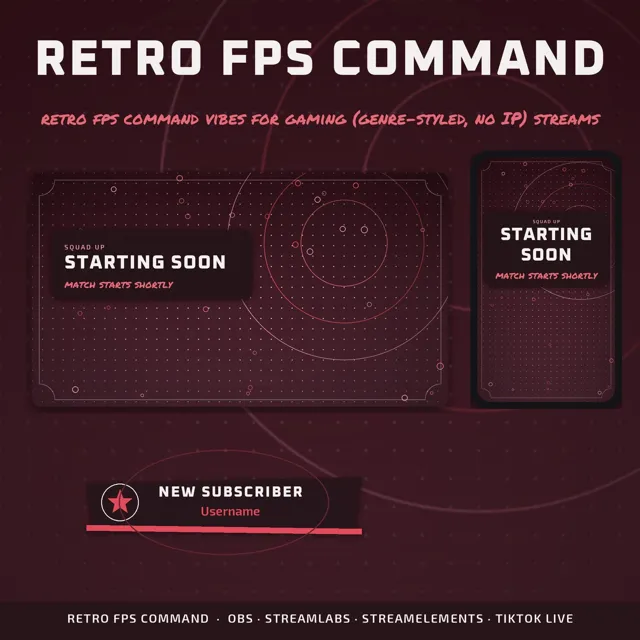 RETRO FPS COMMAND
RETRO FPS COMMAND VIBES FOR GAMING (GENRE-STYLED, NO IP) STREAMS
SQUAD UP
STARTING SOON
MATCH STARTS SHORTLY
SQUAD UP
STARTING
SOON
MATCH STARTS SHORTLY
NEW SUBSCRIBER
Username
RETRO FPS COMMAND · OBS · STREAMLABS · STREAMELEMENTS · TIKTOK LIVE